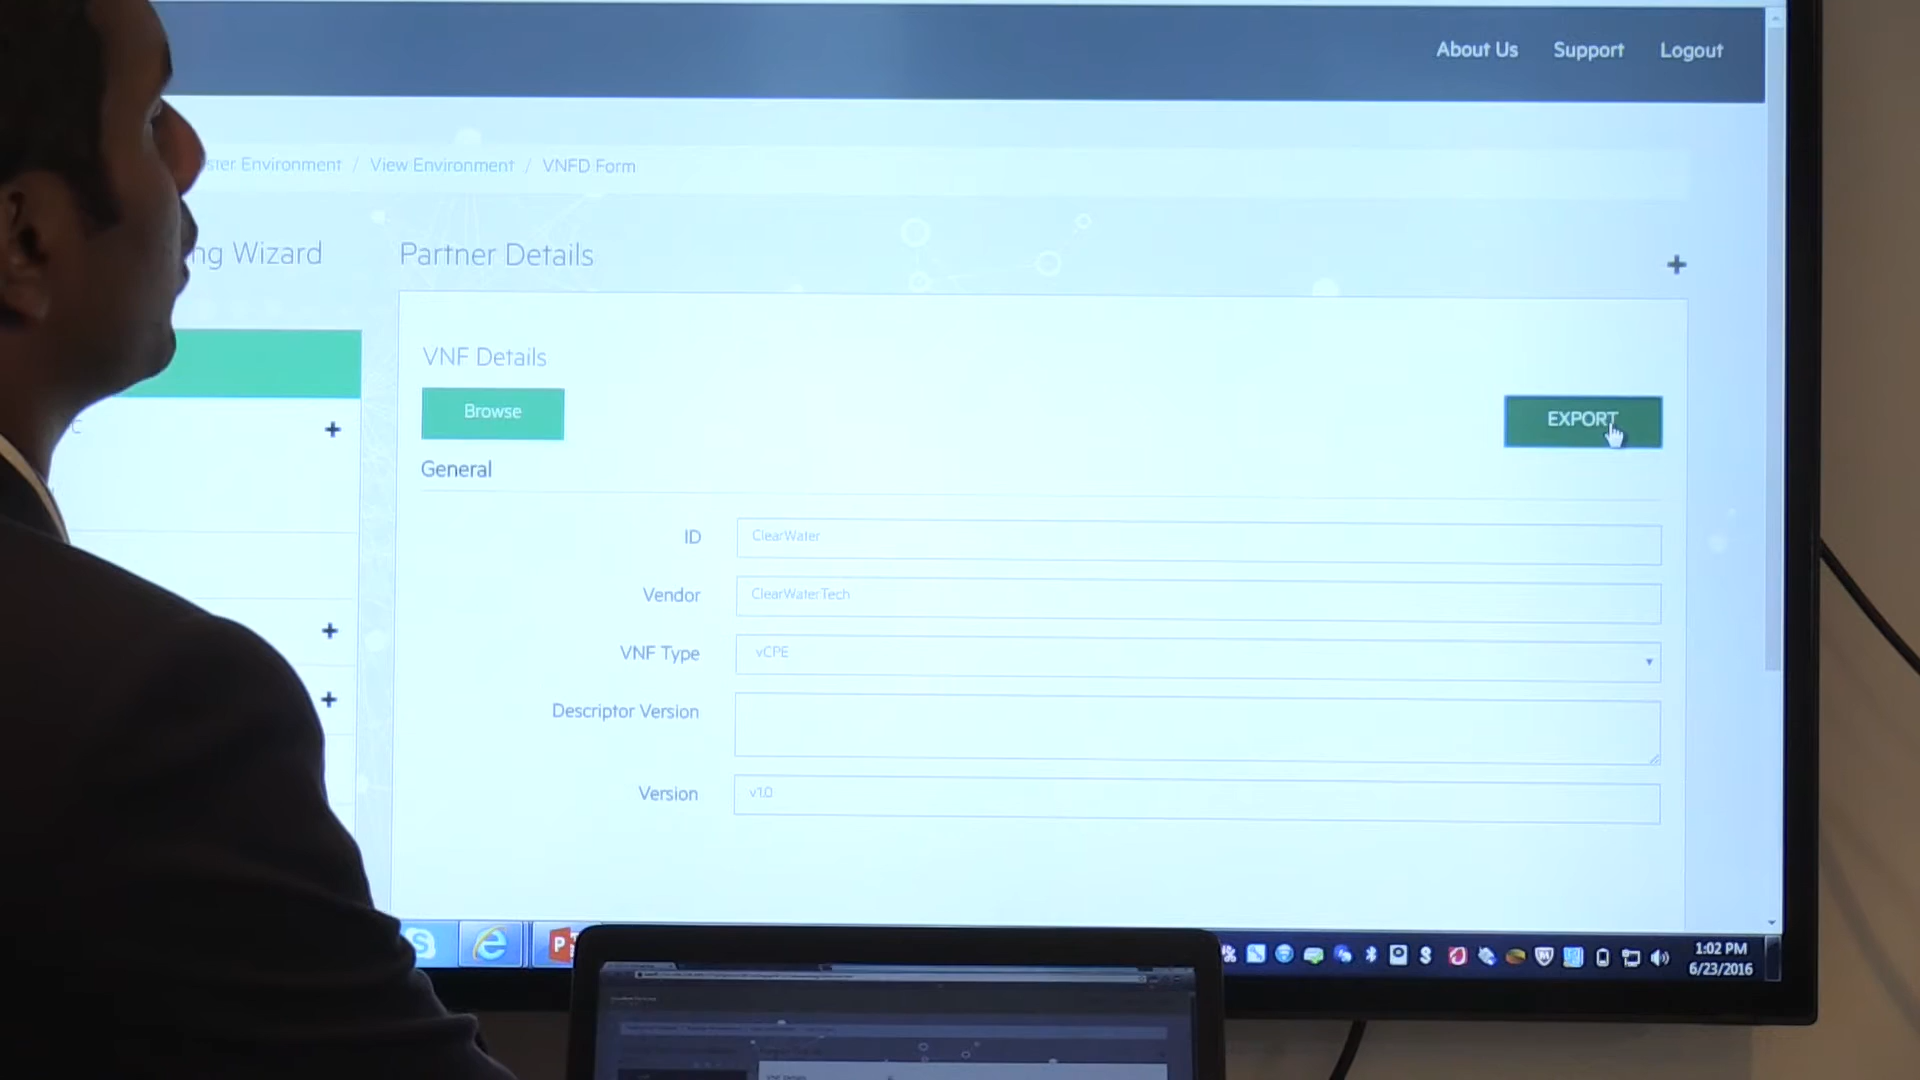 About Us Support Logout
ster Environment / View Environment / VNFD Form
ng Wizard
Partner Details
+
VNF Details
Browse
EXPORT
General
C
+
ID
ClearWater
Vendor
ClearWaterTech
+
VNF Type
vCPE
+
Descriptor Version
Version
v1.0
1:02 PM
6/23/2016